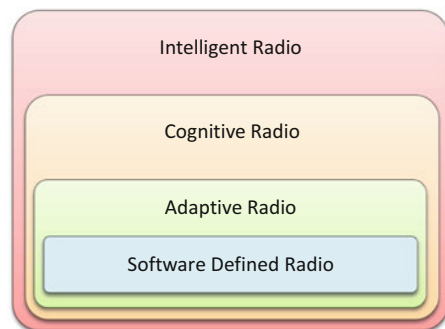 Intelligent Radio
Cognitive Radio
Adaptive Radio
Software Defined Radio